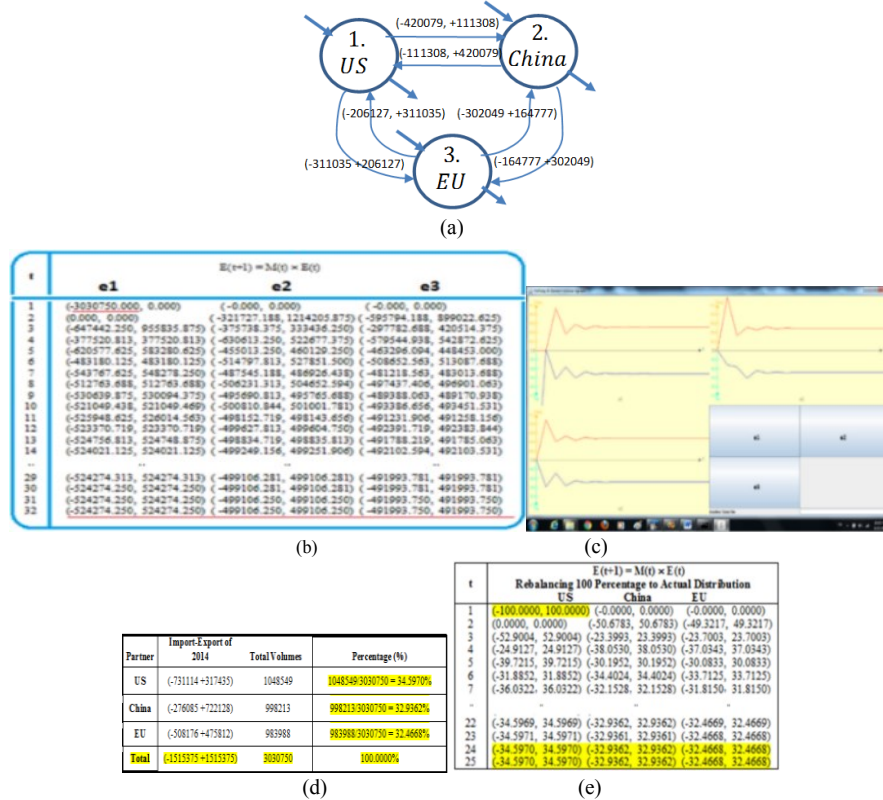 (-420079, +111308)
1.
US
2.
China
(-111308, +420079)
(-206127, +311035)
(-302049 +164777)
(-311035 +206127)
3.
EU
(-164777 +302049)
(a)
E(t+1) = M(t) × E(t)
t e1 e2 e3
1 (-3030750.000, 0.000) (-0.000, 0.000) (-0.000, 0.000)
2 (0.000, 0.000) (-321727.188, 1214205.875) (-595794.188, 899022.625)
3 (-647442.250, 955835.875) (-375738.375, 333436.250) (-297782.688, 420514.375)
4 (-377520.813, 377520.813) (-630613.250, 522677.375) (-579544.938, 542872.625)
5 (-620577.625, 583280.625) (-455013.250, 460129.250) (-463296.094, 448453.000)
6 (-483180.125, 483180.125) (-514797.813, 527851.500) (-508652.563, 513087.688)
7 (-543767.625, 548278.250) (-487545.188, 486926.438) (-481218.563, 483013.688)
8 (-512763.688, 512763.688) (-506231.313, 504652.594) (-497437.406, 496901.063)
9 (-530639.875, 530094.375) (-495690.813, 495765.688) (-489388.063, 489170.938)
10 (-521049.438, 521049.469) (-500810.844, 501001.781) (-493386.656, 493451.531)
11 (-525948.625, 526014.563) (-498152.719, 498143.656) (-491231.906, 491258.156)
12 (-523370.719, 523370.719) (-499627.813, 499604.750) (-492391.719, 492383.844)
13 (-524756.813, 524748.875) (-498834.719, 498835.813) (-491788.219, 491785.063)
14 (-524021.125, 524021.125) (-499249.156, 499251.906) (-492102.594, 492103.531)
.. .. ..
29 (-524274.313, 524274.313) (-499106.281, 499106.281) (-491993.781, 491993.781)
30 (-524274.250, 524274.250) (-499106.281, 499106.281) (-491993.781, 491993.781)
31 (-524274.250, 524274.250) (-499106.250, 499106.250) (-491993.750, 491993.750)
32 (-524274.250, 524274.250) (-499106.250, 499106.250) (-491993.750, 491993.750)
(b)
e1
e2
e3
(c)
Partner Import-Export of 2014 Total Volumes Percentage (%)
US (-731114 +317435) 1048549 1048549/3030750 = 34.5970%
China (-276085 +722128) 998213 998213/3030750 = 32.9362%
EU (-508176 +475812) 983988 983988/3030750 = 32.4668%
Total (-1515375 +1515375) 3030750 100.0000%
(d)
E(t+1) = M(t) × E(t)
t Rebalancing 100 Percentage to Actual Distribution
US China EU
1 (-100.0000, 100.0000) (-0.0000, 0.0000) (-0.0000, 0.0000)
2 (0.0000, 0.0000) (-50.6783, 50.6783) (-49.3217, 49.3217)
3 (-52.9004, 52.9004) (-23.3993, 23.3993) (-23.7003, 23.7003)
4 (-24.9127, 24.9127) (-38.0530, 38.0530) (-37.0343, 37.0343)
5 (-39.7215, 39.7215) (-30.1952, 30.1952) (-30.0833, 30.0833)
6 (-31.8852, 31.8852) (-34.4024, 34.4024) (-33.7125, 33.7125)
7 (-36.0322, 36.0322) (-32.1528, 32.1528) (-31.8150, 31.8150)
22 (-34.5969, 34.5969) (-32.9362, 32.9362) (-32.4669, 32.4669)
23 (-34.5971, 34.5971) (-32.9361, 32.9361) (-32.4668, 32.4668)
24 (-34.5970, 34.5970) (-32.9362, 32.9362) (-32.4668, 32.4668)
25 (-34.5970, 34.5970) (-32.9362, 32.9362) (-32.4668, 32.4668)
(e)